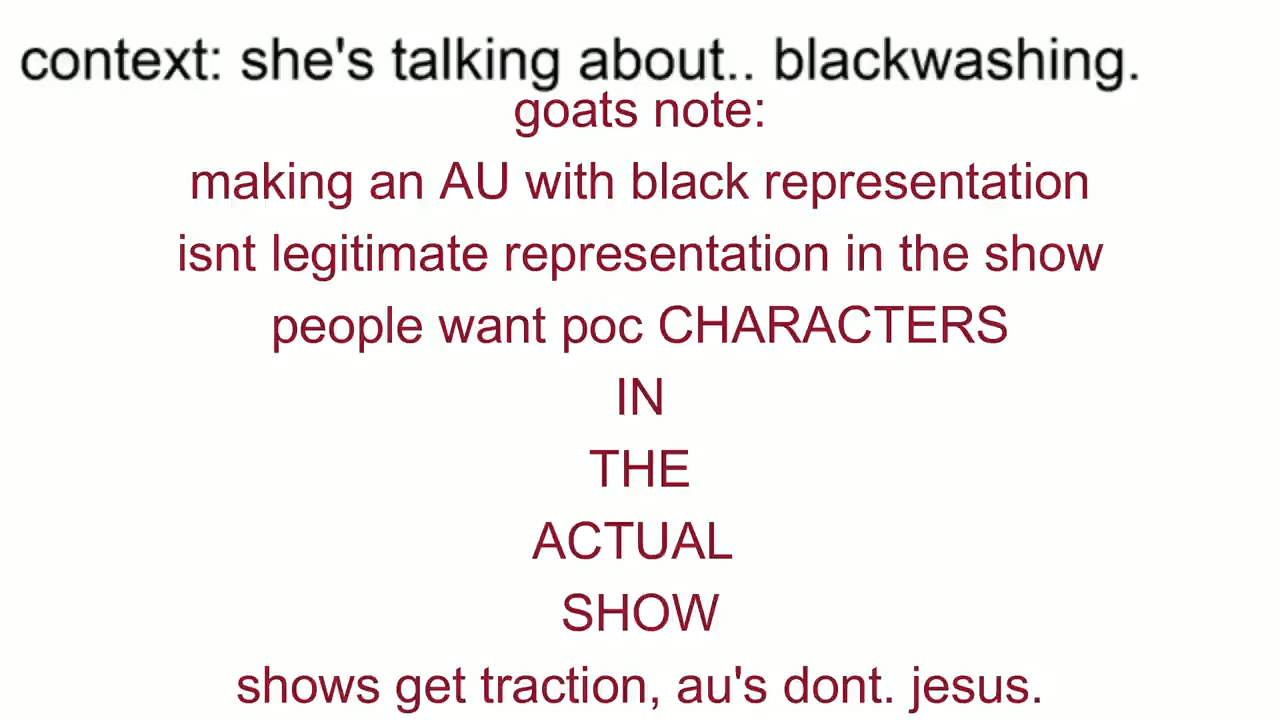 context: she's talking about.. blackwashing.
goats note:
making an AU with black representation
isnt legitimate representation in the show
people want poc CHARACTERS
IN
THE
ACTUAL
SHOW
shows get traction, au's dont. jesus.